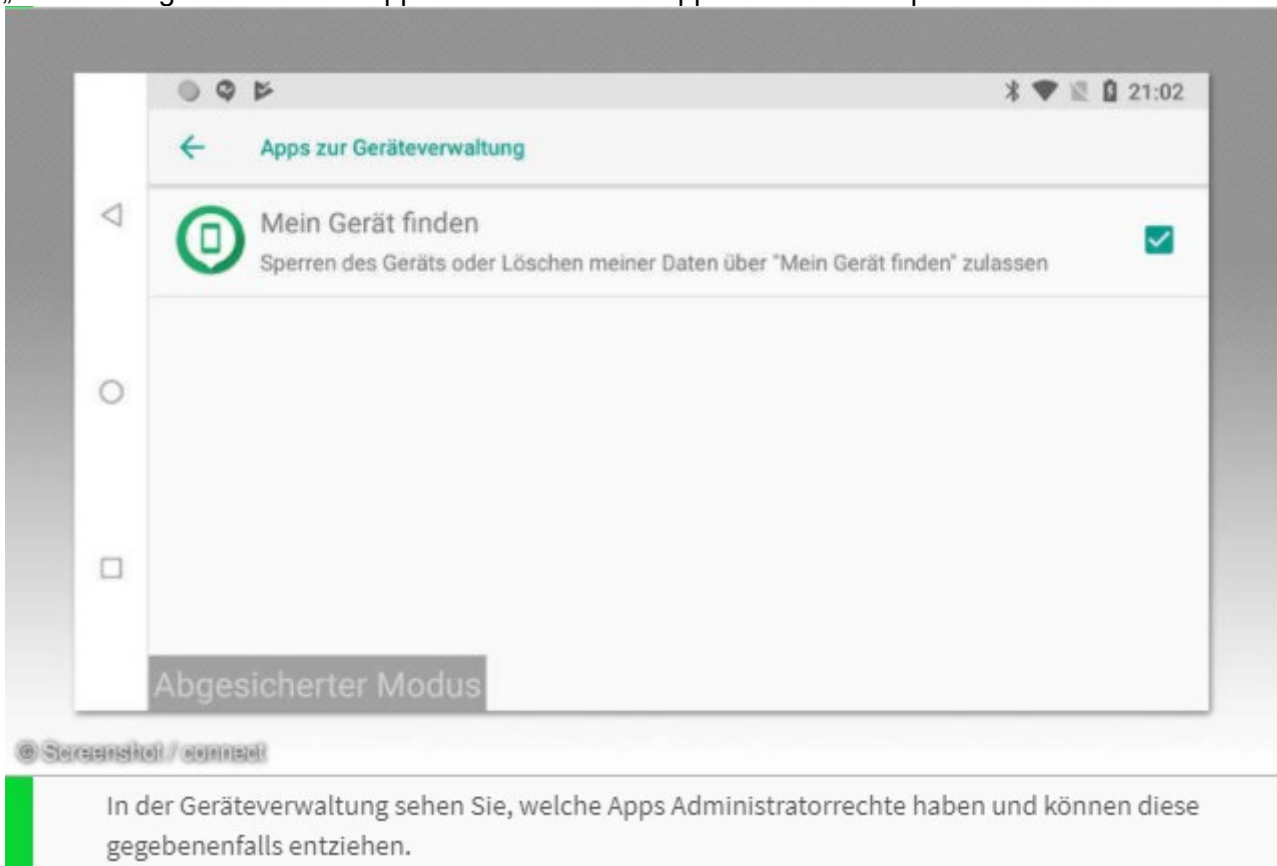 21:02
Apps zur Geräteverwaltung
Mein Gerät finden
Sperren des Geräts oder Löschen meiner Daten über "Mein Gerät finden" zulassen
Abgesicherter Modus
© Screenshot / connect
In der Geräteverwaltung sehen Sie, welche Apps Administratorrechte haben und können diese
gegebenenfalls entziehen.